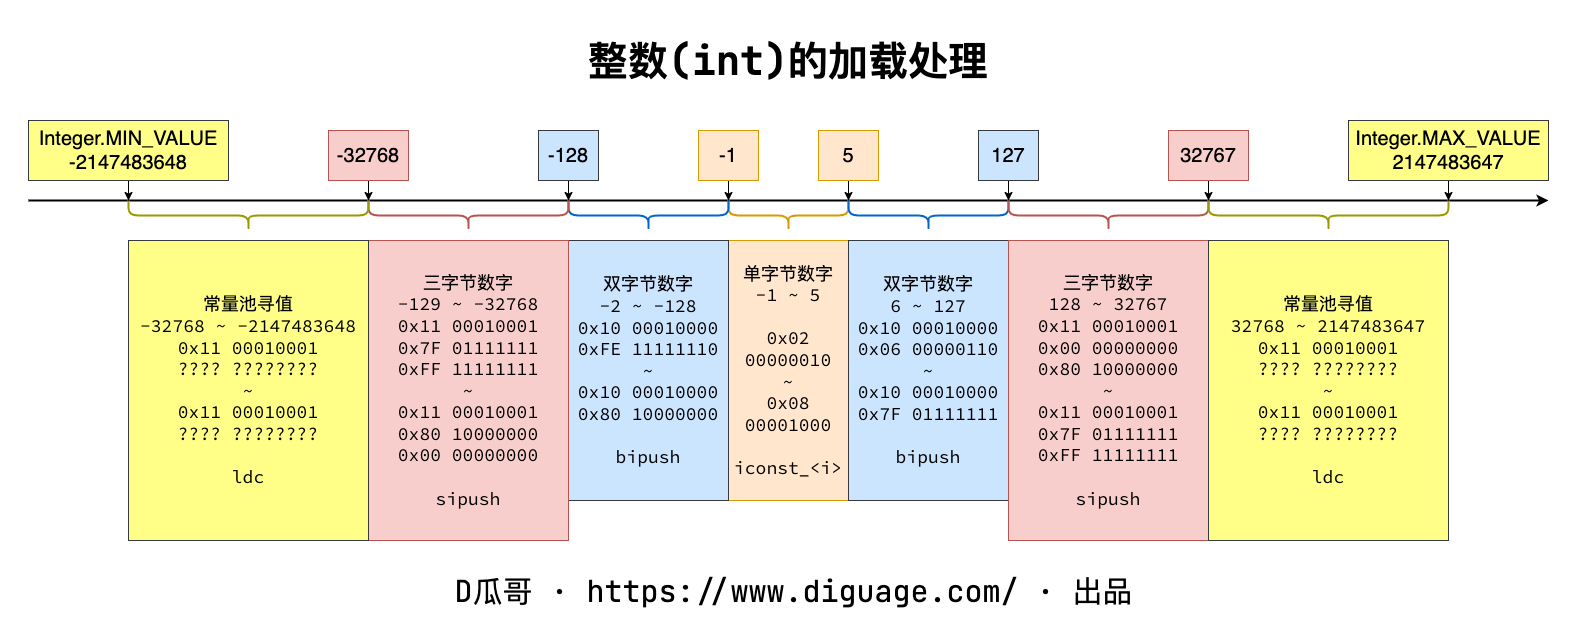 整数(int)的加载处理
Integer.MIN_VALUE
-2147483648
-32768
-128
-1
5
127
32767
Integer.MAX_VALUE
2147483647
常量池寻值
-32768 ~ -2147483648
0x11 00010001
???? ????????
~
0x11 00010001
???? ????????
ldc
三字节数字
-129 ~ -32768
0x11 00010001
0x7F 01111111
0xFF 11111111
~
0x11 00010001
0x80 10000000
0x00 00000000
sipush
双字节数字
-2 ~ -128
0x10 00010000
0xFE 11111110
~
0x10 00010000
0x80 10000000
bipush
单字节数字
-1 ~ 5
0x02
00000010
~
0x08
00001000
iconst_<i>
双字节数字
6 ~ 127
0x10 00010000
0x06 00000110
~
0x10 00010000
0x7F 01111111
bipush
三字节数字
128 ~ 32767
0x11 00010001
0x00 00000000
0x80 10000000
~
0x11 00010001
0x7F 01111111
0xFF 11111111
sipush
常量池寻值
32768 ~ 2147483647
0x11 00010001
???? ????????
~
0x11 00010001
???? ????????
ldc
D瓜哥 · https://www.diguage.com/ · 出品